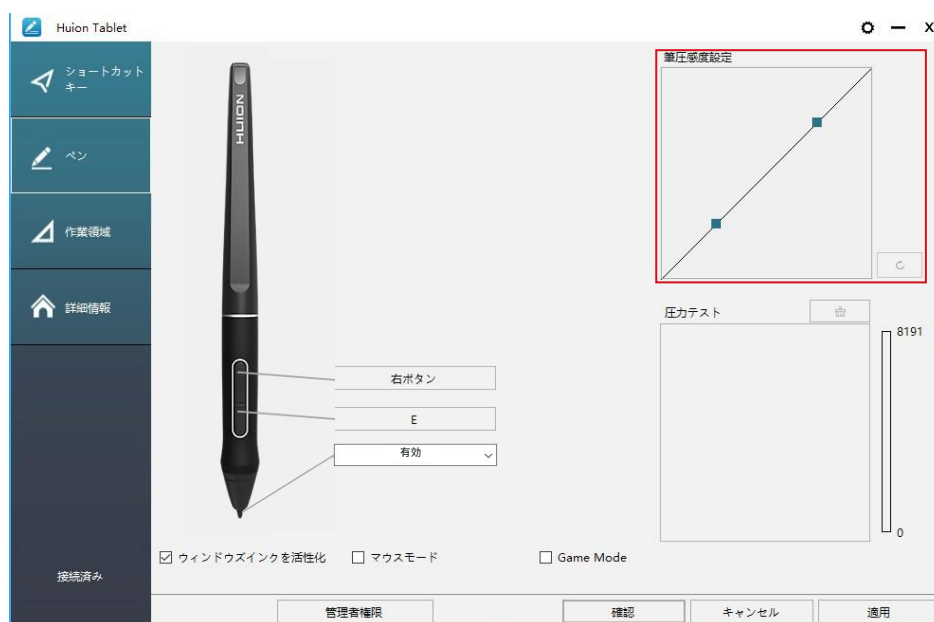 Huion Tablet
X
ショートカット
キー
ペン
作業領域
詳細情報
接続済み
HUION
右ボタン
E
有効
筆圧感度設定
圧力テスト
8191
0
ウィンドウズインクを活性化
マウスモード
Game Mode
管理者権限
確認
キャンセル
適用